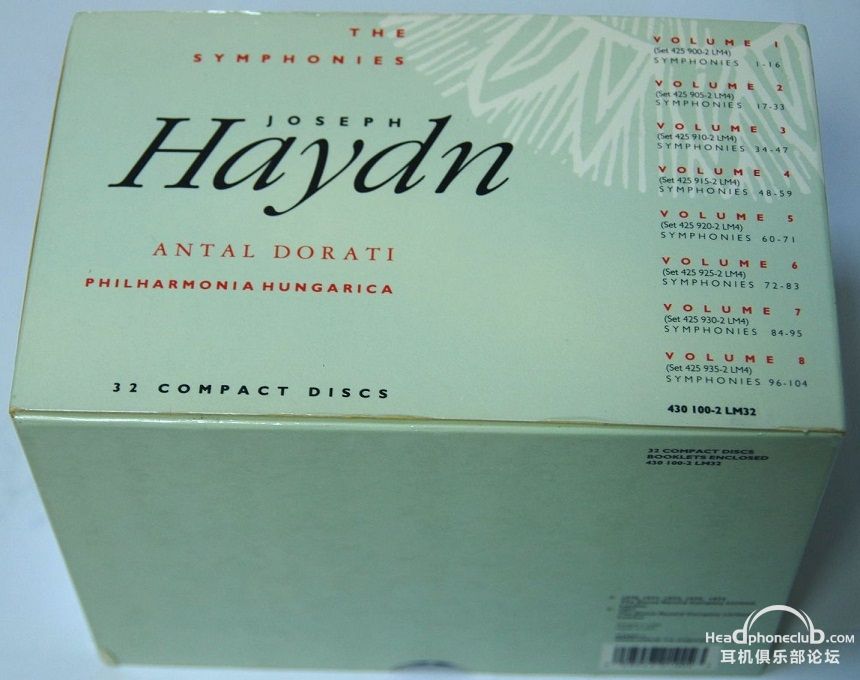 THE
SYMPHONIES
JOSEPH
Haydn
ANTAL DORATI
PHILHARMONIA HUNGARICA
32 COMPACT DISCS
VOLUME 1
(Set 425 900-2 LM4)
SYMPHONIES 1-16
VOLUME 2
(Set 425 905-2 LM4)
SYMPHONIES 17-33
VOLUME 3
(Set 425 910-2 LM4)
SYMPHONIES 34-47
VOLUME 4
(Set 425 915-2 LM4)
SYMPHONIES 48-59
VOLUME 5
(Set 425 920-2 LM4)
SYMPHONIES 60-71
VOLUME 6
(Set 425 925-2 LM4)
SYMPHONIES 72-83
VOLUME 7
(Set 425 930-2 LM4)
SYMPHONIES 84-95
VOLUME 8
(Set 425 935-2 LM4)
SYMPHONIES 96-104
430 100-2 LM32
32 COMPACT DISCS
BOOKLETS ENCLOSED
430 100-2 LM32
Headphoneclub.com
耳机俱乐部论坛